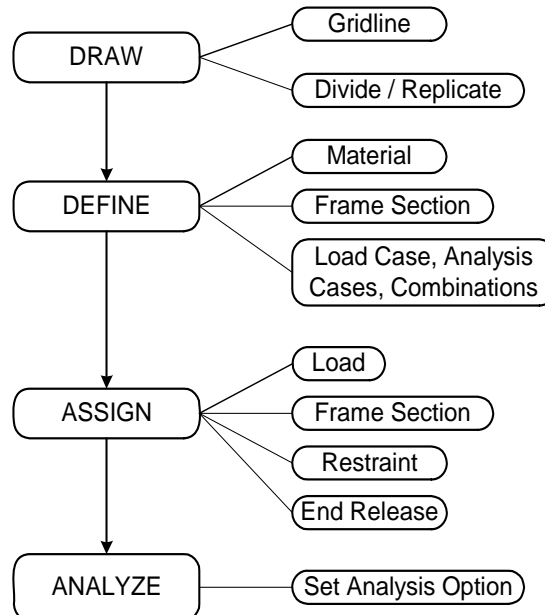 DRAW
Gridline
Divide / Replicate
DEFINE
Material
Frame Section
Load Case, Analysis
Cases, Combinations
ASSIGN
Load
Frame Section
Restraint
End Release
ANALYZE
Set Analysis Option